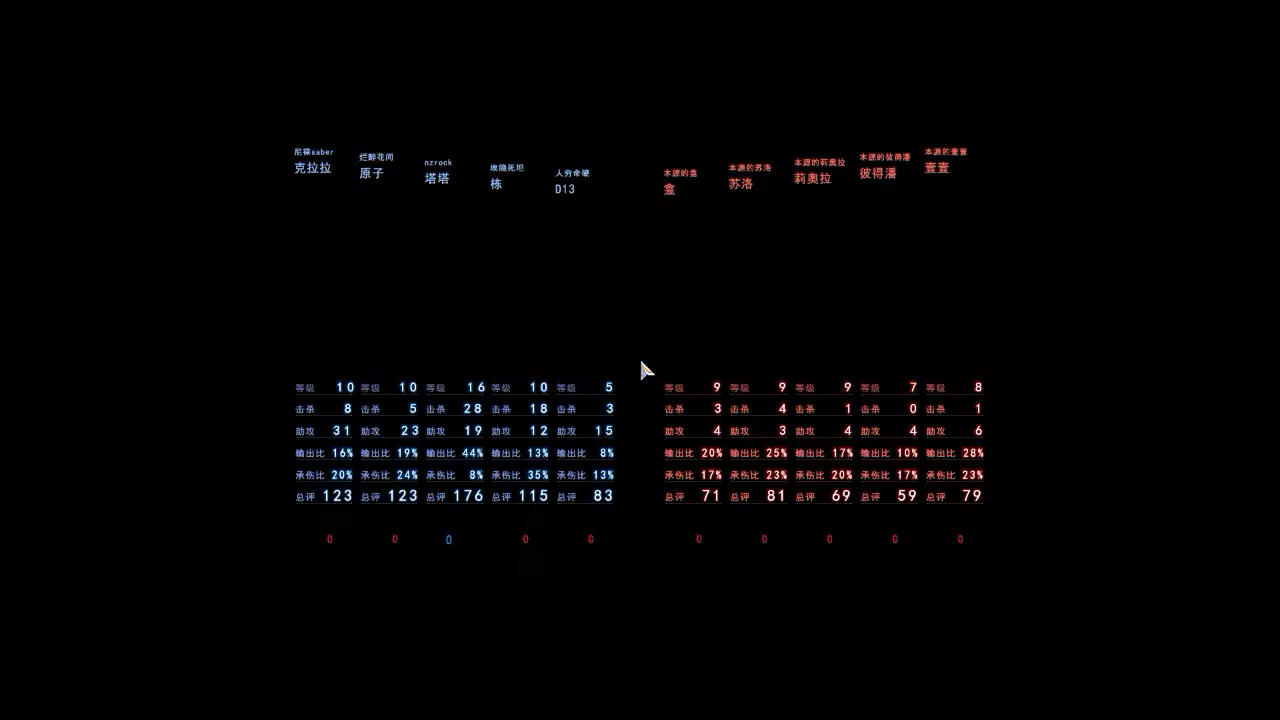 尼禄saber
克拉拉
烂醉花间
原子
nzrock
塔塔
埃隐死坦
栋
人穷命硬
D13
本源的龛
龛
本源的苏洛
苏洛
本源的莉奥拉
莉奥拉
本源的彼得潘
彼得潘
本源的壹壹
壹壹
等级 10 等级 10 等级 16 等级 10 等级 5 等级 9 等级 9 等级 9 等级 7 等级 8
击杀 8 击杀 5 击杀 28 击杀 18 击杀 3 击杀 3 击杀 4 击杀 1 击杀 0 击杀 1
助攻 31 助攻 23 助攻 19 助攻 12 助攻 15 助攻 4 助攻 3 助攻 4 助攻 4 助攻 6
输出比 16% 输出比 19% 输出比 44% 输出比 13% 输出比 8% 输出比 20% 输出比 25% 输出比 17% 输出比 10% 输出比 28%
承伤比 20% 承伤比 24% 承伤比 8% 承伤比 35% 承伤比 13% 承伤比 17% 承伤比 23% 承伤比 20% 承伤比 17% 承伤比 23%
总评 123 总评 123 总评 176 总评 115 总评 83 总评 71 总评 81 总评 69 总评 59 总评 79
0 0 0 0 0 0 0 0 0 0